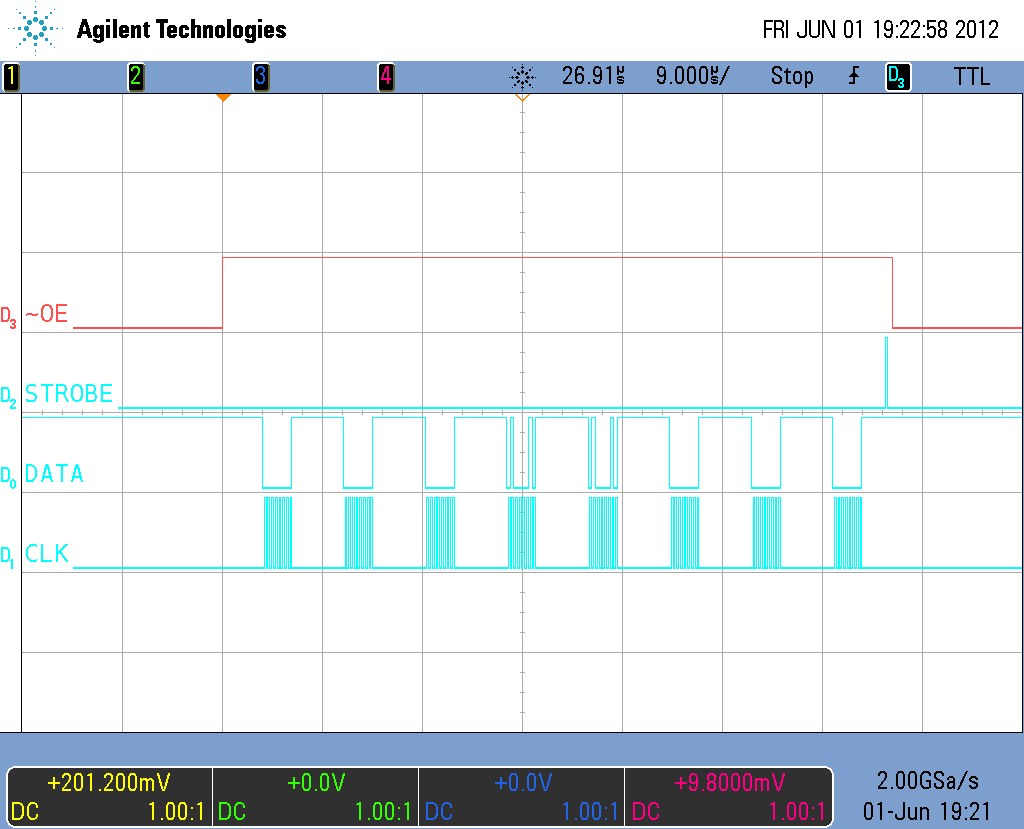 Agilent Technologies FRI JUN 01 19:22:58 2012
1 2 3 4 26.91µs 9.000µs/ Stop D3 TTL
D3 ~OE
D2 STROBE
D0 DATA
D1 CLK
+201.200mV +0.0V +0.0V +9.8000mV 2.00GSa/s
DC 1.00:1 DC 1.00:1 DC 1.00:1 DC 1.00:1 01-Jun 19:21